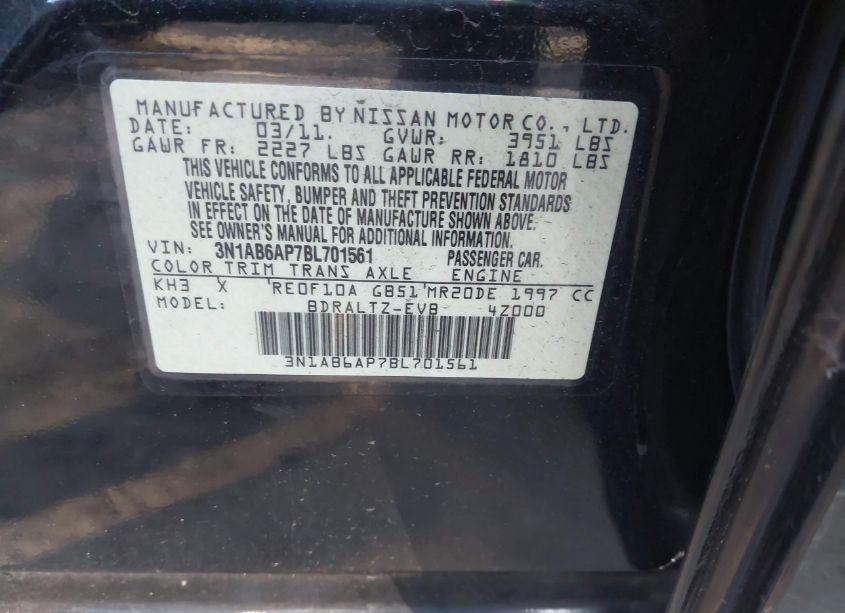 MANUFACTURED BY NISSAN MOTOR CO., LTD.
DATE: 03/11. GVWR: 3951 LBS
GAWR FR: 2227 LBS GAWR RR: 1810 LBS
THIS VEHICLE CONFORMS TO ALL APPLICABLE FEDERAL MOTOR
VEHICLE SAFETY, BUMPER AND THEFT PREVENTION STANDARDS
IN EFFECT ON THE DATE OF MANUFACTURE SHOWN ABOVE.
SEE OWNER'S MANUAL FOR ADDITIONAL INFORMATION.
VIN: 3N1AB6AP7BL701561 PASSENGER CAR.
COLOR TRIM TRANS AXLE ENGINE
KH3 X RE0F10A GB51 MR20DE 1997 CC
MODEL: BDRALTZ-EVB 4Z000
3N1AB6AP7BL701561